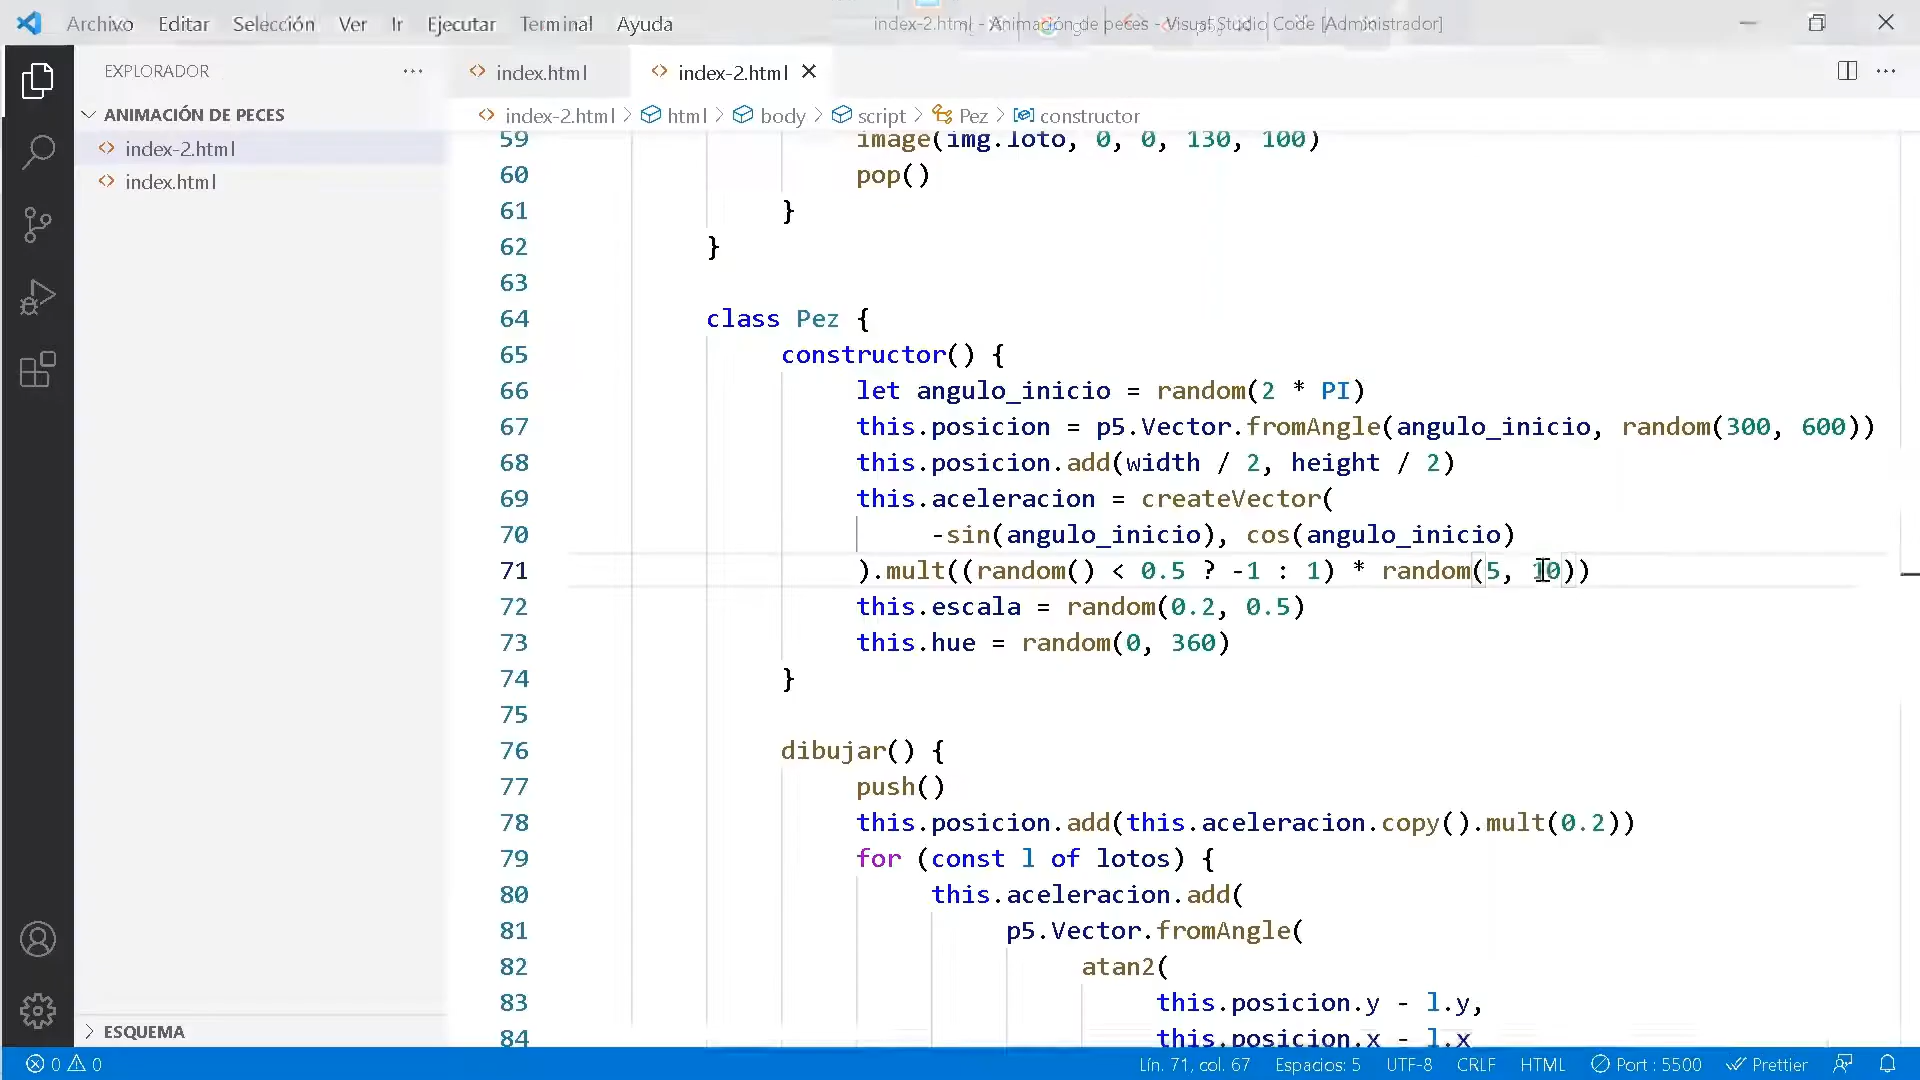 Archivo Editar Selección Ver Ir Ejecutar Terminal Ayuda
index-2.html - Animación de peces - Visual Studio Code [Administrador]
EXPLORADOR
ANIMACIÓN DE PECES
index-2.html
index.html
ESQUEMA
index.html index-2.html
index-2.html > html > body > script > Pez > constructor
59 image(img.loto, 0, 0, 130, 100)
60 pop()
61 }
62 }
63
64 class Pez {
65 constructor() {
66 let angulo_inicio = random(2 * PI)
67 this.posicion = p5.Vector.fromAngle(angulo_inicio, random(300, 600))
68 this.posicion.add(width / 2, height / 2)
69 this.aceleracion = createVector(
70 -sin(angulo_inicio), cos(angulo_inicio)
71 ).mult((random() < 0.5 ? -1 : 1) * random(5, 10))
72 this.escala = random(0.2, 0.5)
73 this.hue = random(0, 360)
74 }
75
76 dibujar() {
77 push()
78 this.posicion.add(this.aceleracion.copy().mult(0.2))
79 for (const l of lotos) {
80 this.aceleracion.add(
81 p5.Vector.fromAngle(
82 atan2(
83 this.posicion.y - l.y,
84 this.posicion.x - l.x
0 0 Lín. 71, col. 67 Espacios: 5 UTF-8 CRLF HTML Port : 5500 Prettier